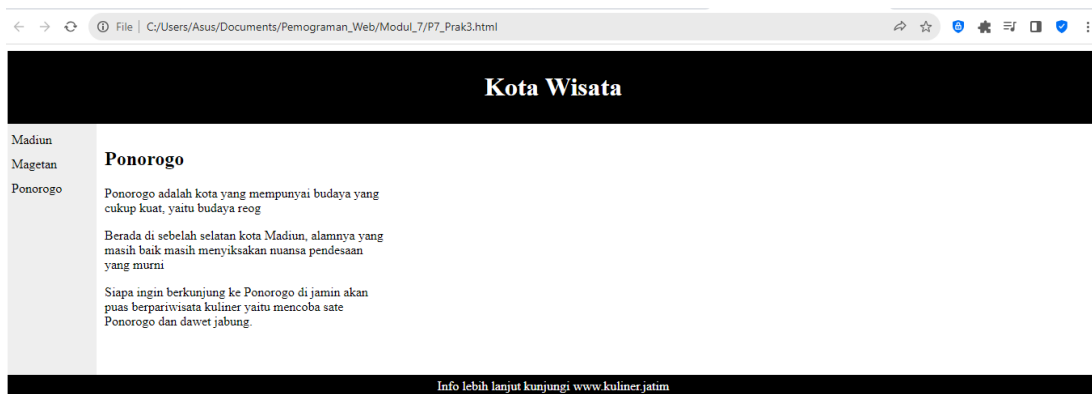 File | C:/Users/Asus/Documents/Pemograman_Web/Modul_7/P7_Prak3.html
Kota Wisata
Madiun
Magetan
Ponorogo
Ponorogo
Ponorogo adalah kota yang mempunyai budaya yang
cukup kuat, yaitu budaya reog
Berada di sebelah selatan kota Madiun, alamnya yang
masih baik masih menyiksakan nuansa pendesaan
yang murni
Siapa ingin berkunjung ke Ponorogo di jamin akan
puas berpariwisata kuliner yaitu mencoba sate
Ponorogo dan dawet jabung.
Info lebih lanjut kunjungi www.kuliner.jatim